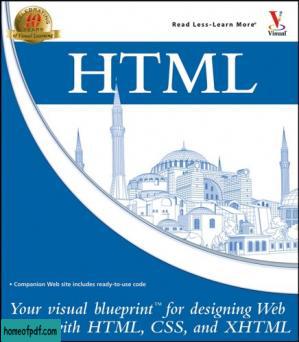 CELEBRATING
10
YEARS
of Visual Learning
Read Less-Learn More®
Visual
HTML
• Companion Web site includes ready-to-use code
Your visual blueprint™ for designing Web
with HTML, CSS, and XHTML
homeofpdf.com